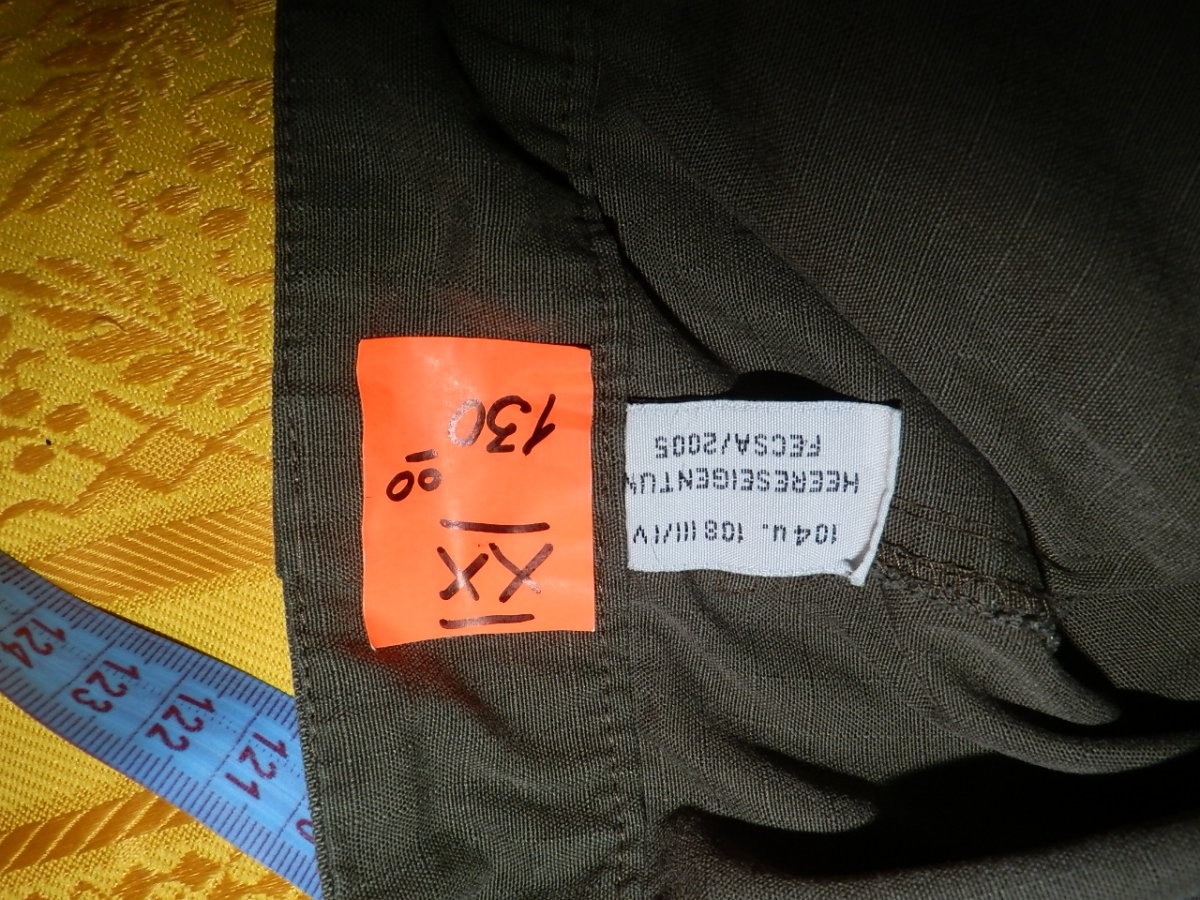 104 u. 108 III/IV
HEERESEIGENTUM
FECSA/2005
XX
130 00
121
122
123
124